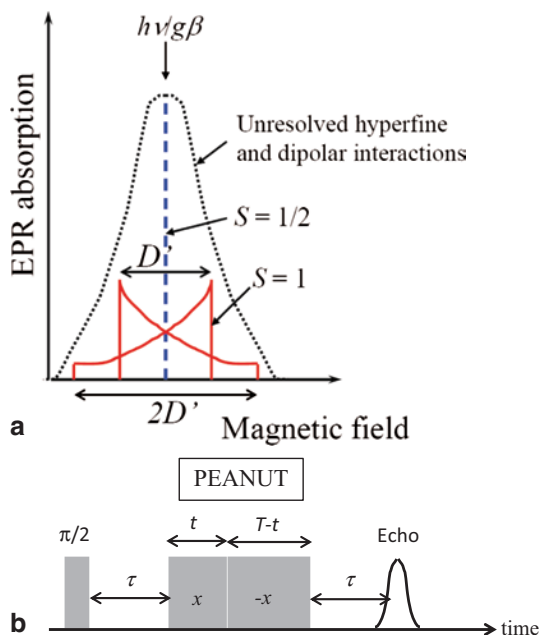 hν/gβ
EPR absorption
Unresolved hyperfine
and dipolar interactions
S = 1/2
D’
S = 1
2D’
a
Magnetic field
PEANUT
π/2
t
T-t
Echo
τ
x
-x
τ
b
time